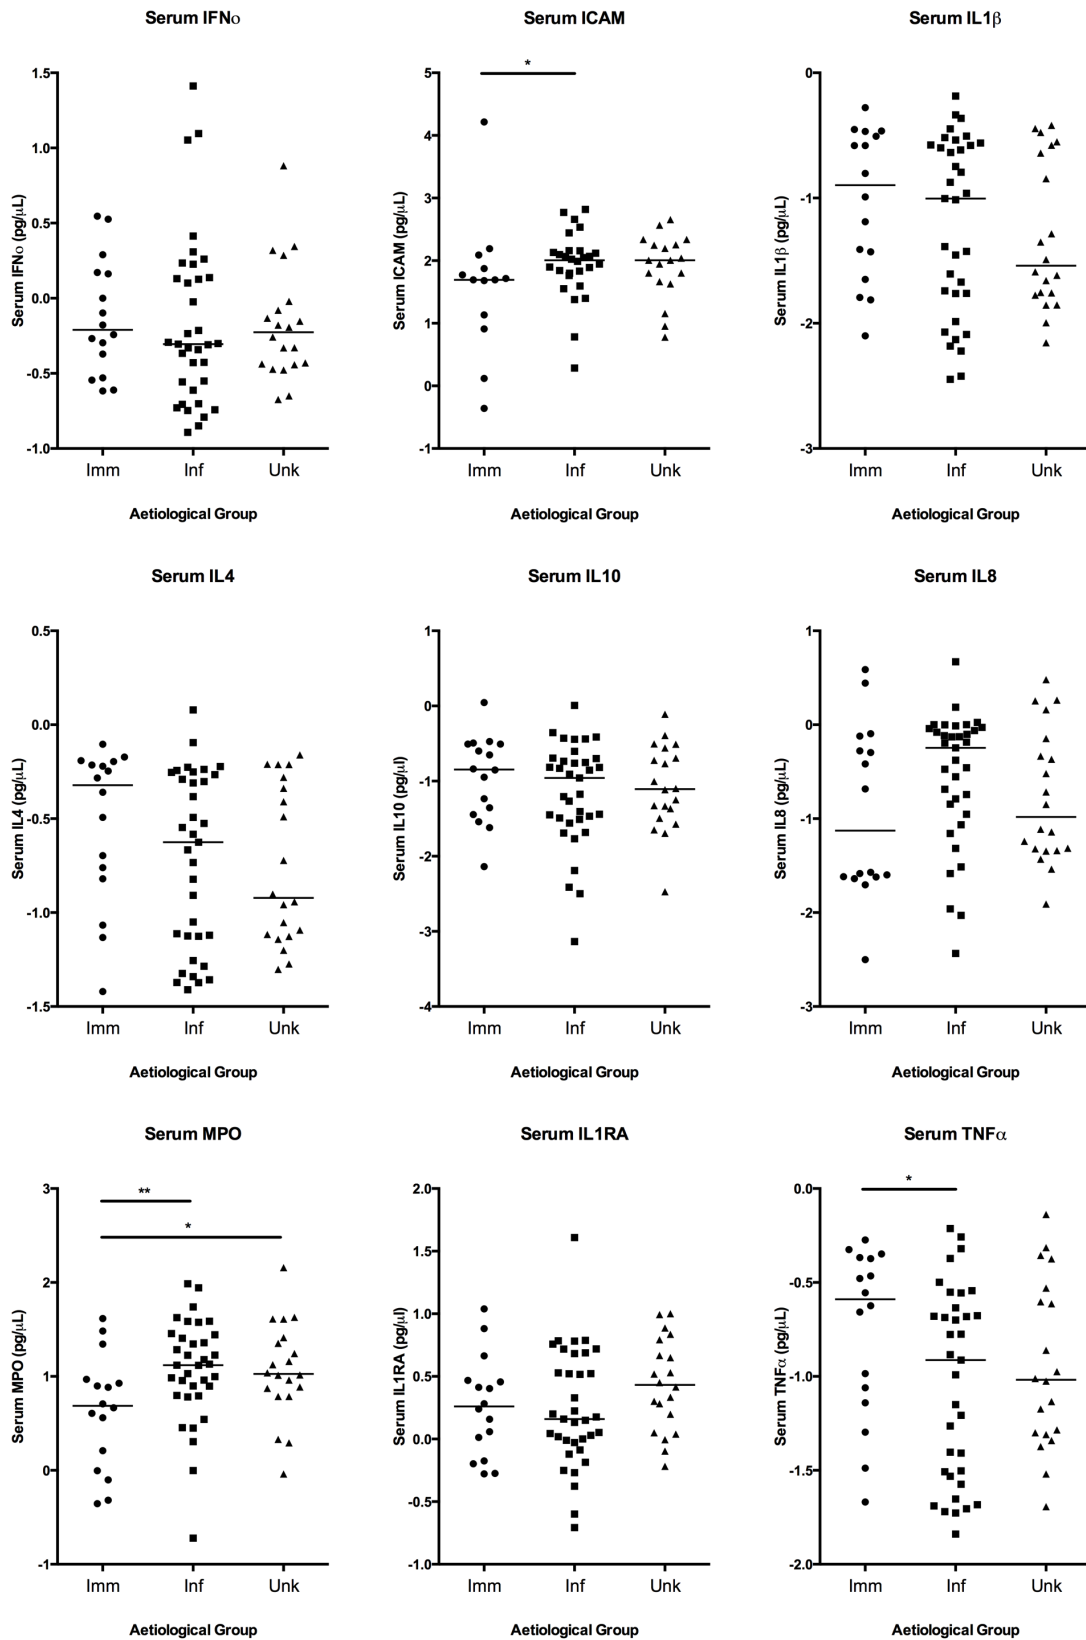 Serum IFNο Serum ICAM Serum IL1β
1.5 5 0
*
4
1.0
3
-1
0.5
2
0.0
1
-2
-0.5
0
-1.0 -1 -3
Serum IFNο (pg/μL) Serum ICAM (pg/μL) Serum IL1β (pg/μL)
Imm Inf Unk Imm Inf Unk Imm Inf Unk
Aetiological Group Aetiological Group Aetiological Group
Serum IL4 Serum IL10 Serum IL8
0.5 1 1
0.0 0 0
-0.5 -1 -1
-2
-1.0 -2
-3
-1.5 -4 -3
Serum IL4 (pg/μL) Serum IL10 (pg/μl) Serum IL8 (pg/μL)
Imm Inf Unk Imm Inf Unk Imm Inf Unk
Aetiological Group Aetiological Group Aetiological Group
Serum MPO Serum IL1RA Serum TNFα
3 2.0 0.0
** *
*
1.5
2 -0.5
1.0
1 0.5 -1.0
0.0
0 -1.5
-0.5
-1 -1.0 -2.0
Serum MPO (pg/μL) Serum IL1RA (pg/μl) Serum TNFα (pg/μL)
Imm Inf Unk Imm Inf Unk Imm Inf Unk
Aetiological Group Aetiological Group Aetiological Group